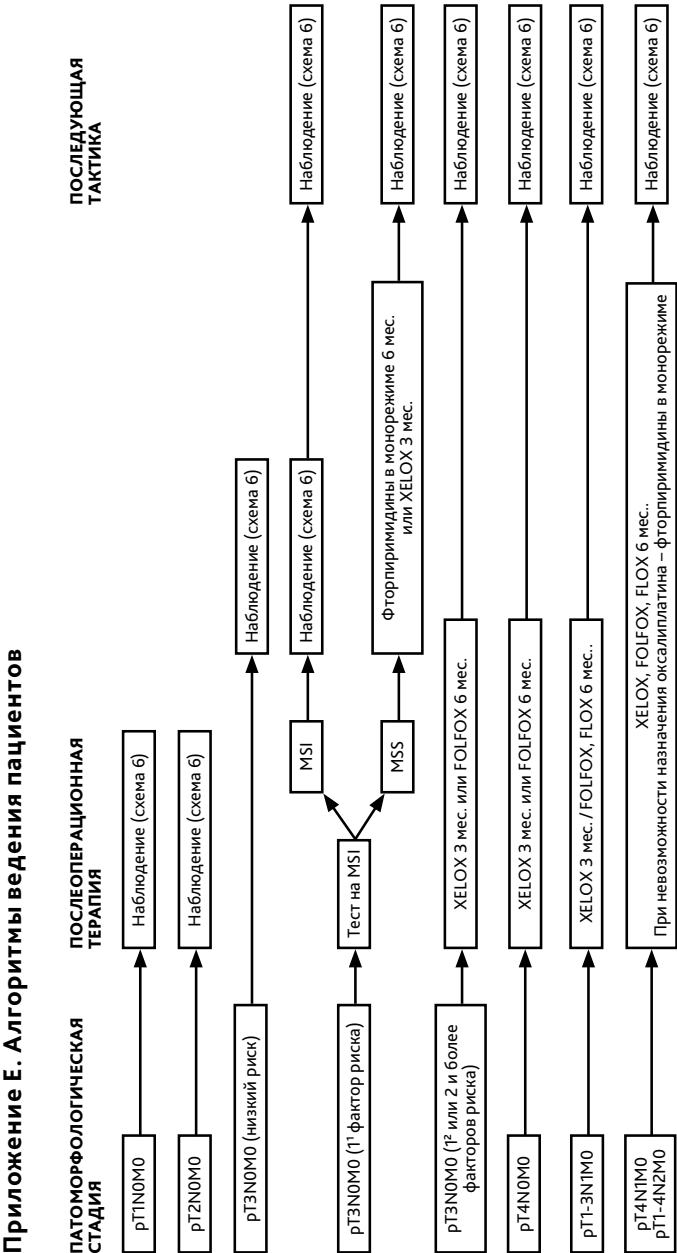 Приложение Е. Алгоритмы ведения пациентов
ПАТОМОРФОЛОГИЧЕСКАЯ
СТАДИЯ
ПОСЛЕОПЕРАЦИОННАЯ
ТЕРАПИЯ
ПОСЛЕДУЮЩАЯ
ТАКТИКА
pT1N0M0
Наблюдение (схема 6)
pT2N0M0
Наблюдение (схема 6)
pT3N0M0 (низкий риск)
Наблюдение (схема 6)
pT3N0M0 (1¹ фактор риска)
Тест на MSI
MSI
Наблюдение (схема 6)
Наблюдение (схема 6)
MSS
Фторпиримидины в монорежиме 6 мес.
или XELOX 3 мес.
Наблюдение (схема 6)
pT3N0M0 (1² или 2 и более
факторов риска)
XELOX 3 мес. или FOLFOX 6 мес.
Наблюдение (схема 6)
pT4N0M0
XELOX 3 мес. или FOLFOX 6 мес.
Наблюдение (схема 6)
pT1-3N1M0
XELOX 3 мес. / FOLFOX, FLOX 6 мес..
Наблюдение (схема 6)
pT4N1M0
pT1-4N2M0
XELOX, FOLFOX, FLOX 6 мес..
При невозможности назначения оксалиплатина – фторпиримидины в монорежиме
Наблюдение (схема 6)